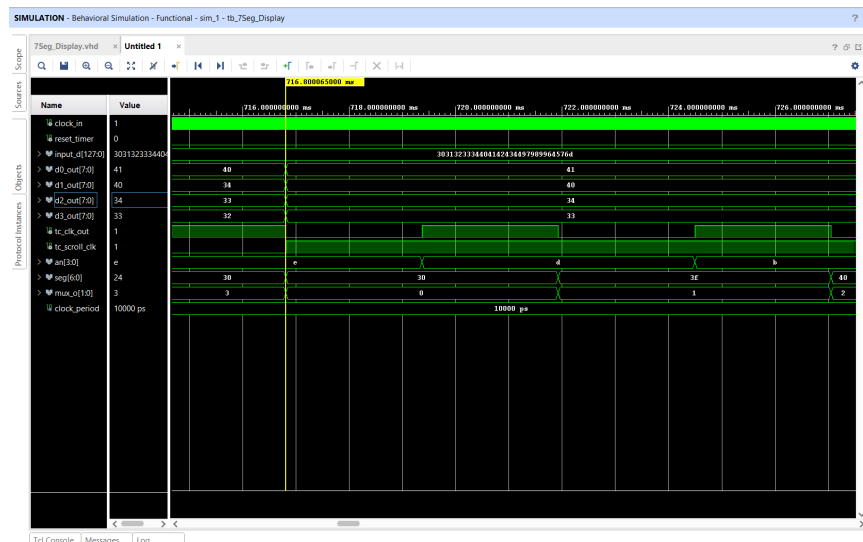 SIMULATION - Behavioral Simulation - Functional - sim_1 - tb_7Seg_Display ?
7Seg_Display.vhd × Untitled 1 ×
Scope
Sources
Objects
Protocol Instances
716.800065000 ms
Name Value
716.000000000 ms 718.000000000 ms 720.000000000 ms 722.000000000 ms 724.000000000 ms 726.000000000 ms
clock_in 1
reset_timer 0
input_d[127:0] 3031323334404 30313233344041424344497989964576d
d0_out[7:0] 41 40 41
d1_out[7:0] 40 34 40
d2_out[7:0] 34 33 34
d3_out[7:0] 33 32 33
tc_clk_out 1
tc_scroll_clk 1
an[3:0] e e d b
seg[6:0] 24 30 30 3f 40
mux_o[1:0] 3 3 0 1 2
clock_period 10000 ps 10000 ps
Tcl Console Messages Log